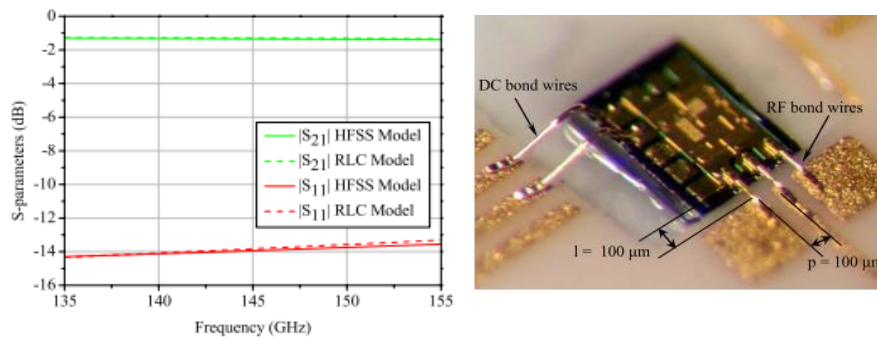 0
-2
-4
-6
-8
-10
-12
-14
-16
S-parameters (dB)
|S21| HFSS Model
|S21| RLC Model
|S11| HFSS Model
|S11| RLC Model
135
140
145
150
155
Frequency (GHz)
DC bond wires
RF bond wires
l = 100 μm
p = 100 μm